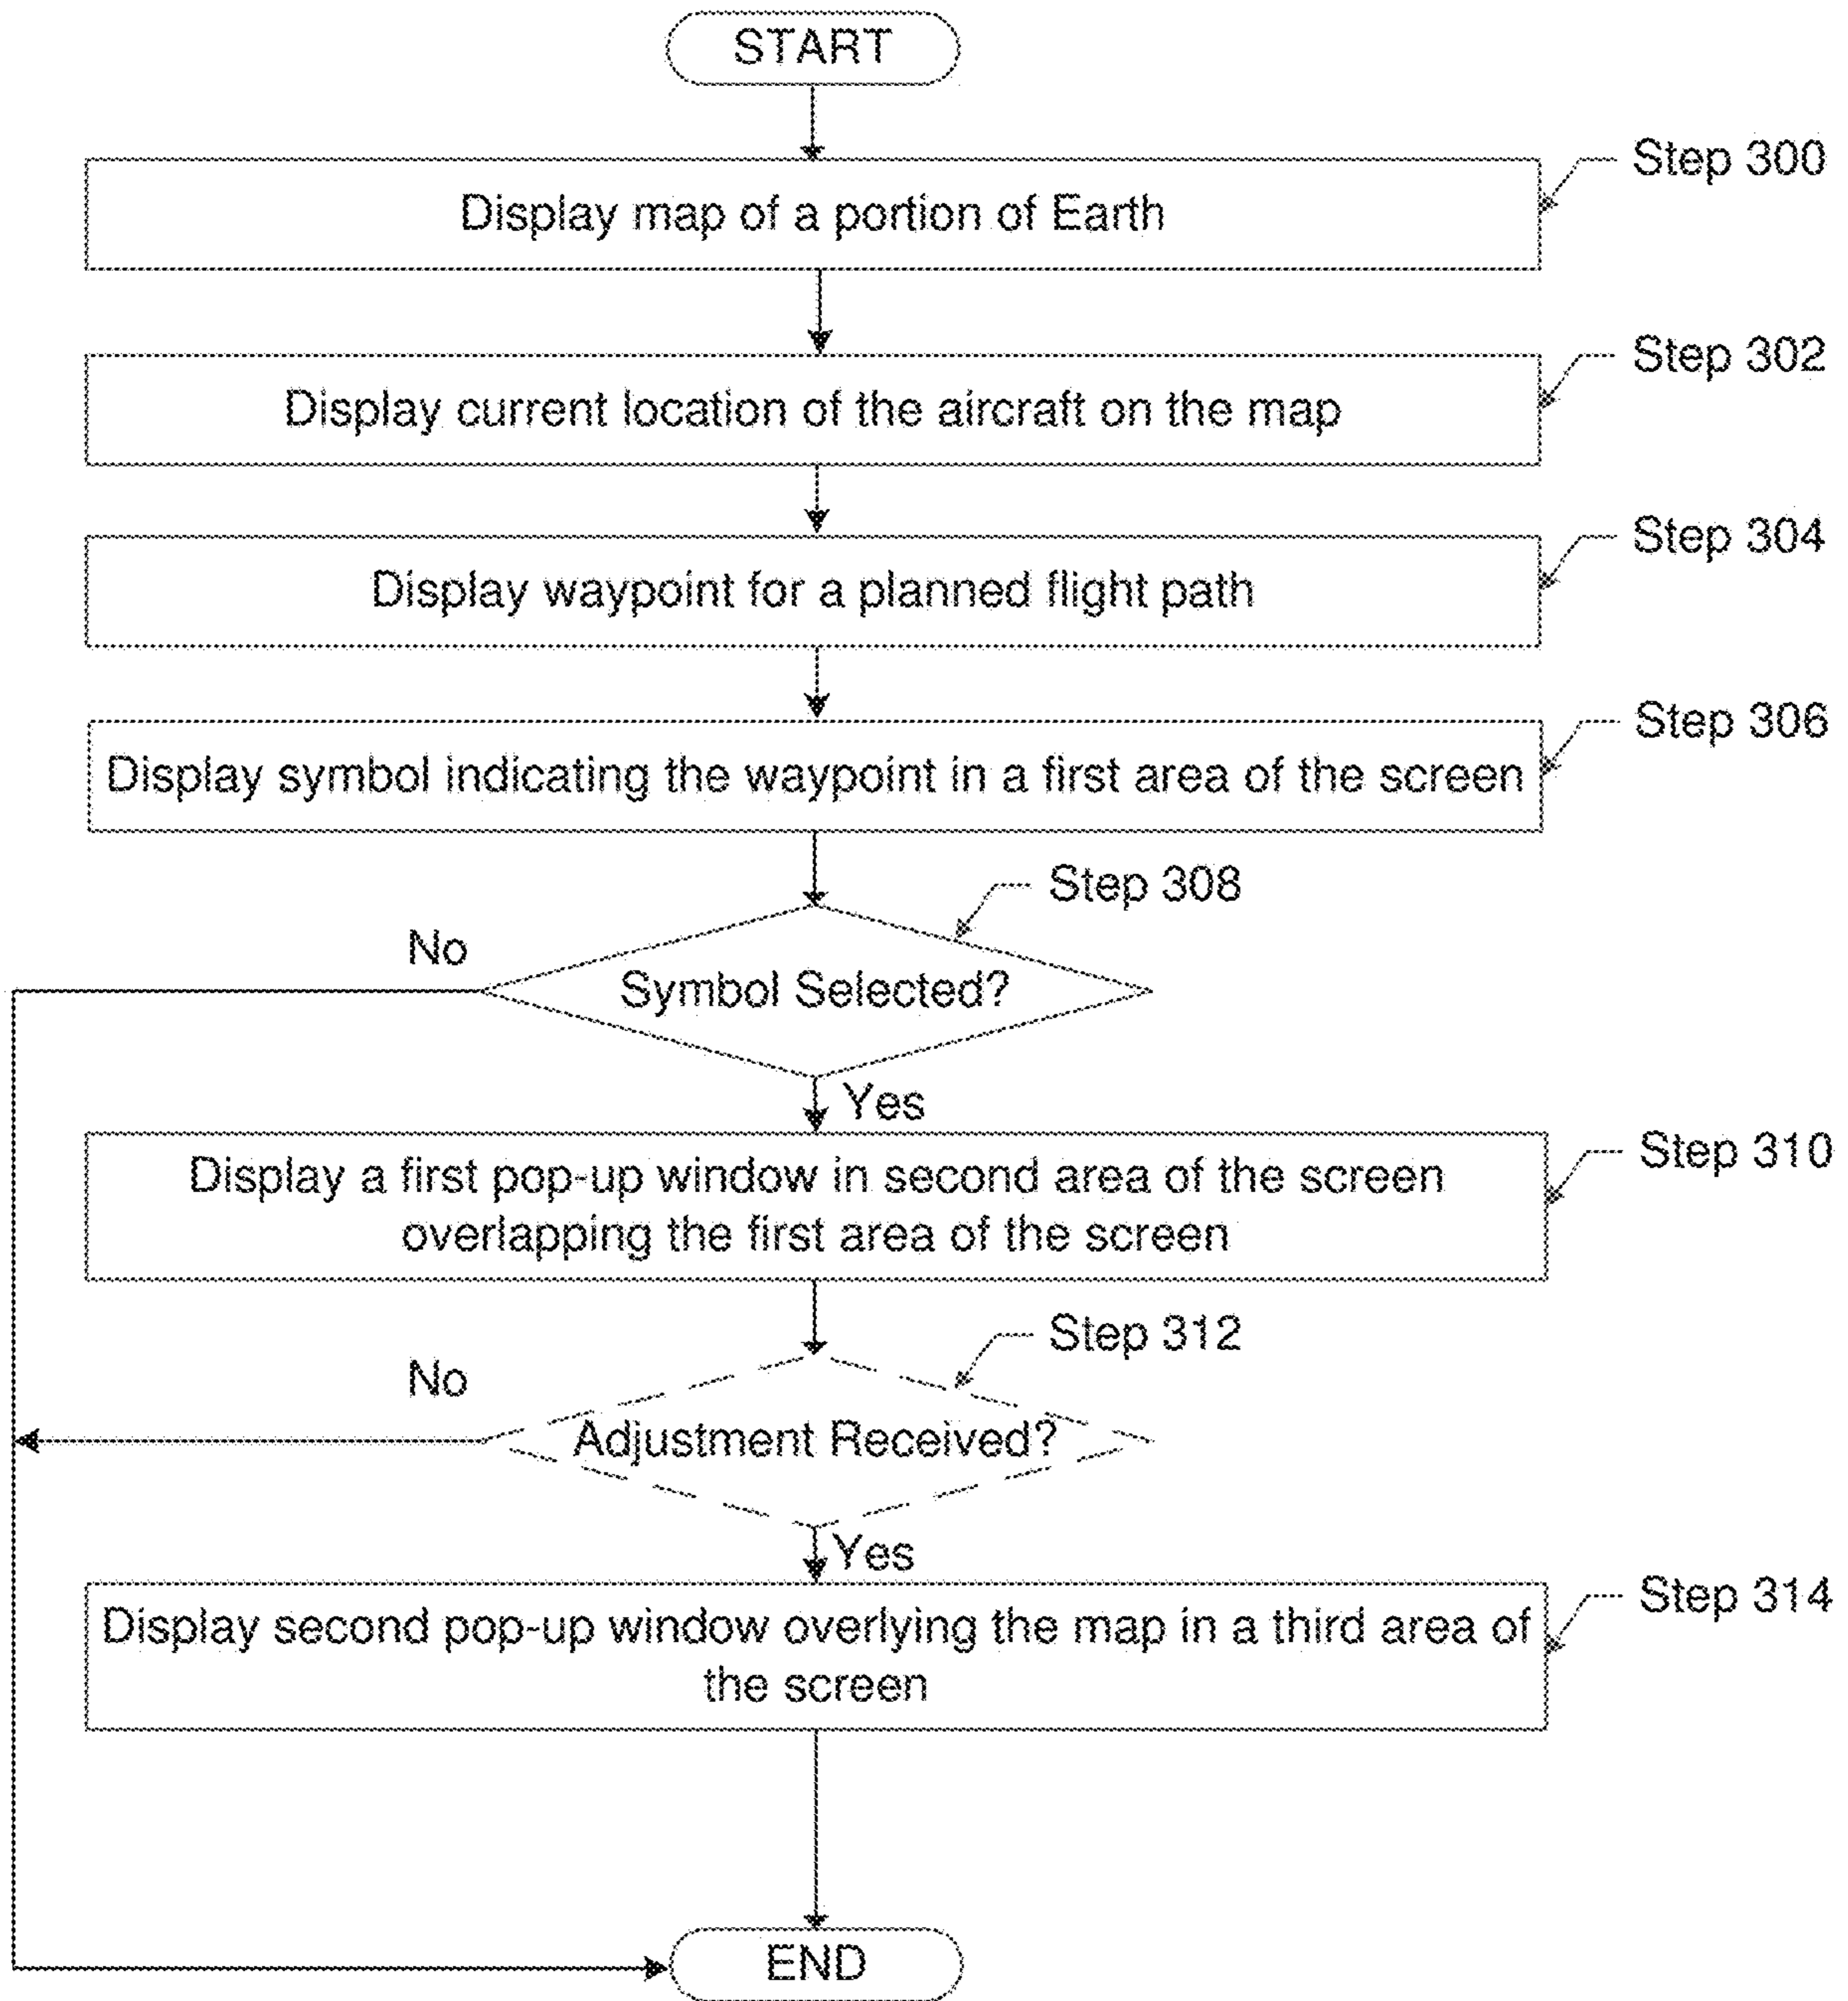 START
Step 300
Display map of a portion of Earth
Step 302
Display current location of the aircraft on the map
Step 304
Display waypoint for a planned flight path
Step 306
Display symbol indicating the waypoint in a first area of the screen
Step 308
No
Symbol Selected?
Yes
Step 310
Display a first pop-up window in second area of the screen
overlapping the first area of the screen
Step 312
No
Adjustment Received?
Yes
Step 314
Display second pop-up window overlying the map in a third area of
the screen
END